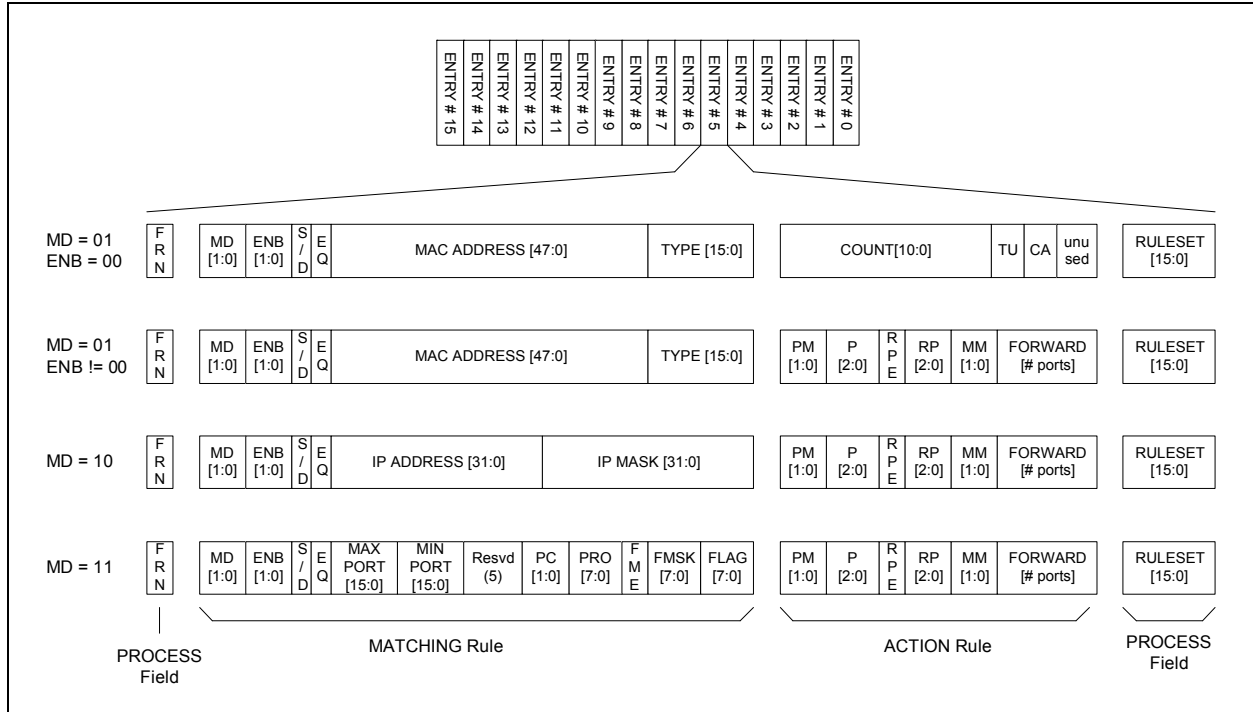 ENTRY # 15
ENTRY # 14
ENTRY # 13
ENTRY # 12
ENTRY # 11
ENTRY # 10
ENTRY # 9
ENTRY # 8
ENTRY # 7
ENTRY # 6
ENTRY # 5
ENTRY # 4
ENTRY # 3
ENTRY # 2
ENTRY # 1
ENTRY # 0
MD = 01
ENB = 00
FRN
MD
[1:0]
ENB
[1:0]
S/D
EQ
MAC ADDRESS [47:0]
TYPE [15:0]
COUNT[10:0]
TU
CA
unu
sed
RULESET
[15:0]
MD = 01
ENB != 00
FRN
MD
[1:0]
ENB
[1:0]
S/D
EQ
MAC ADDRESS [47:0]
TYPE [15:0]
PM
[1:0]
P
[2:0]
RPE
RP
[2:0]
MM
[1:0]
FORWARD
[# ports]
RULESET
[15:0]
MD = 10
FRN
MD
[1:0]
ENB
[1:0]
S/D
EQ
IP ADDRESS [31:0]
IP MASK [31:0]
PM
[1:0]
P
[2:0]
RPE
RP
[2:0]
MM
[1:0]
FORWARD
[# ports]
RULESET
[15:0]
MD = 11
FRN
MD
[1:0]
ENB
[1:0]
S/D
EQ
MAX
PORT
[15:0]
MIN
PORT
[15:0]
Resvd
(5)
PC
[1:0]
PRO
[7:0]
FME
FMSK
[7:0]
FLAG
[7:0]
PM
[1:0]
P
[2:0]
RPE
RP
[2:0]
MM
[1:0]
FORWARD
[# ports]
RULESET
[15:0]
PROCESS
Field
MATCHING Rule
ACTION Rule
PROCESS
Field